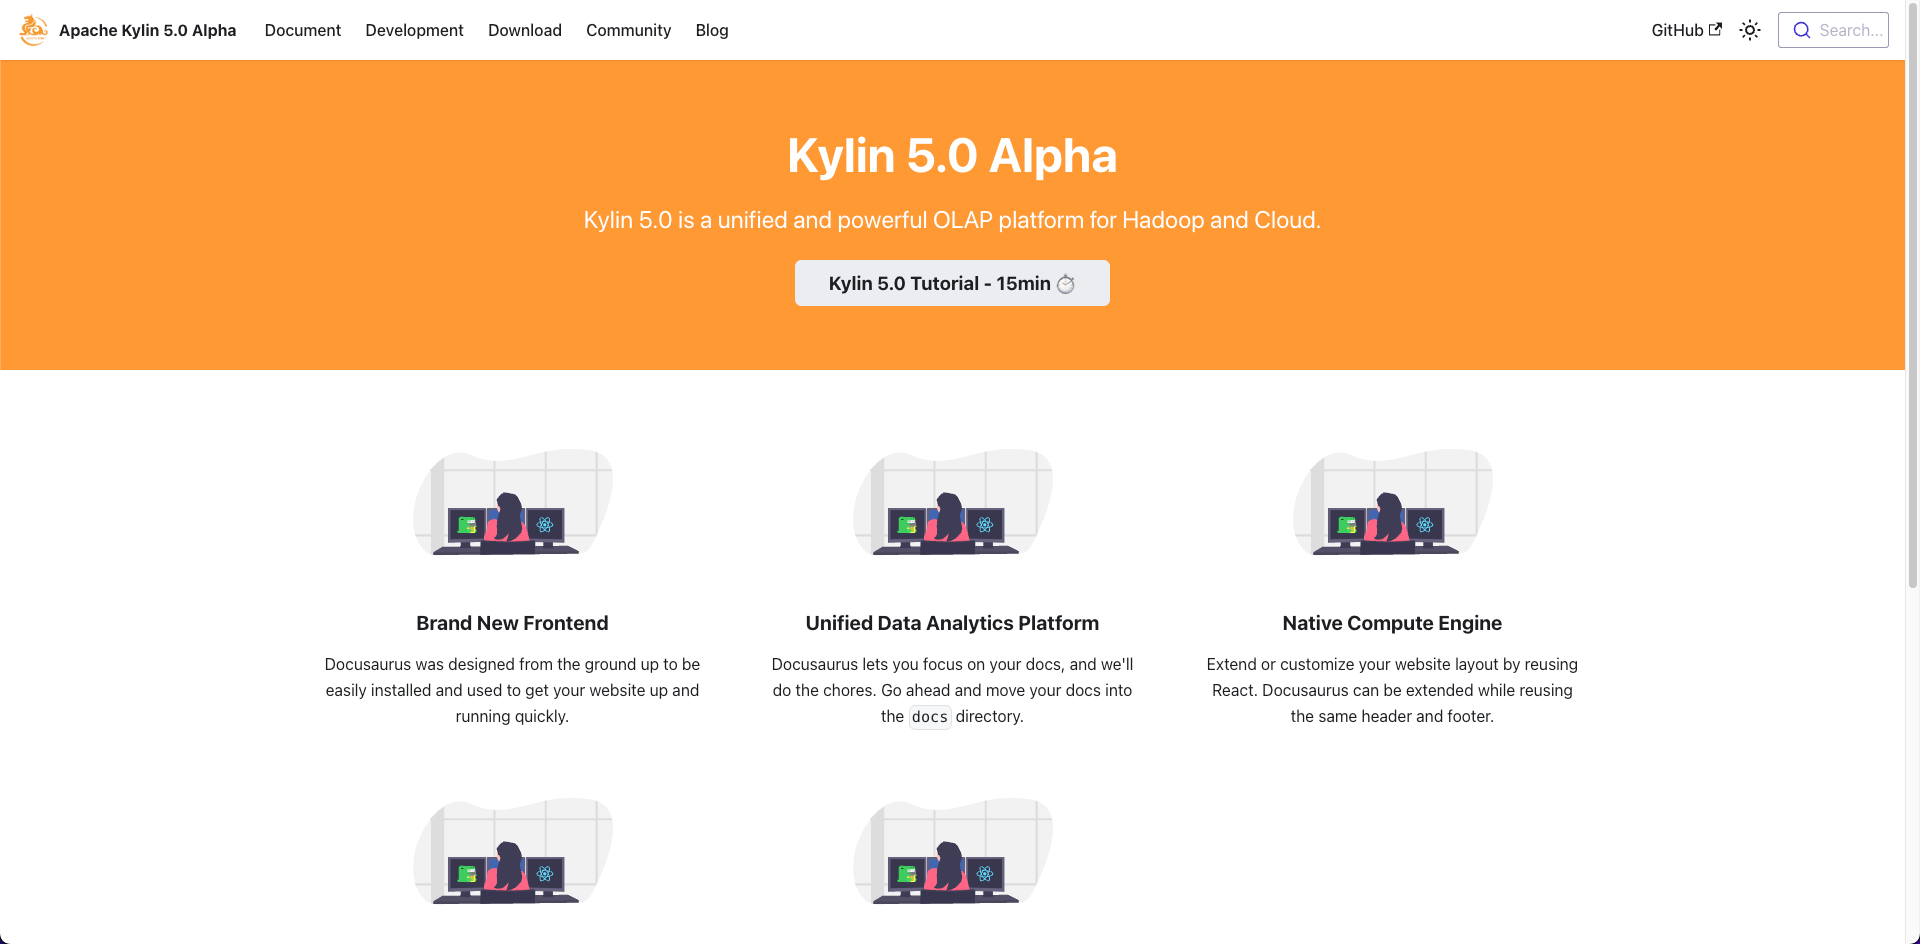 Apache Kylin 5.0 Alpha Document Development Download Community Blog GitHub Search...
Kylin 5.0 Alpha
Kylin 5.0 is a unified and powerful OLAP platform for Hadoop and Cloud.
Kylin 5.0 Tutorial - 15min ⏱️
Brand New Frontend
Docusaurus was designed from the ground up to be
easily installed and used to get your website up and
running quickly.
Unified Data Analytics Platform
Docusaurus lets you focus on your docs, and we'll
do the chores. Go ahead and move your docs into
the docs directory.
Native Compute Engine
Extend or customize your website layout by reusing
React. Docusaurus can be extended while reusing
the same header and footer.